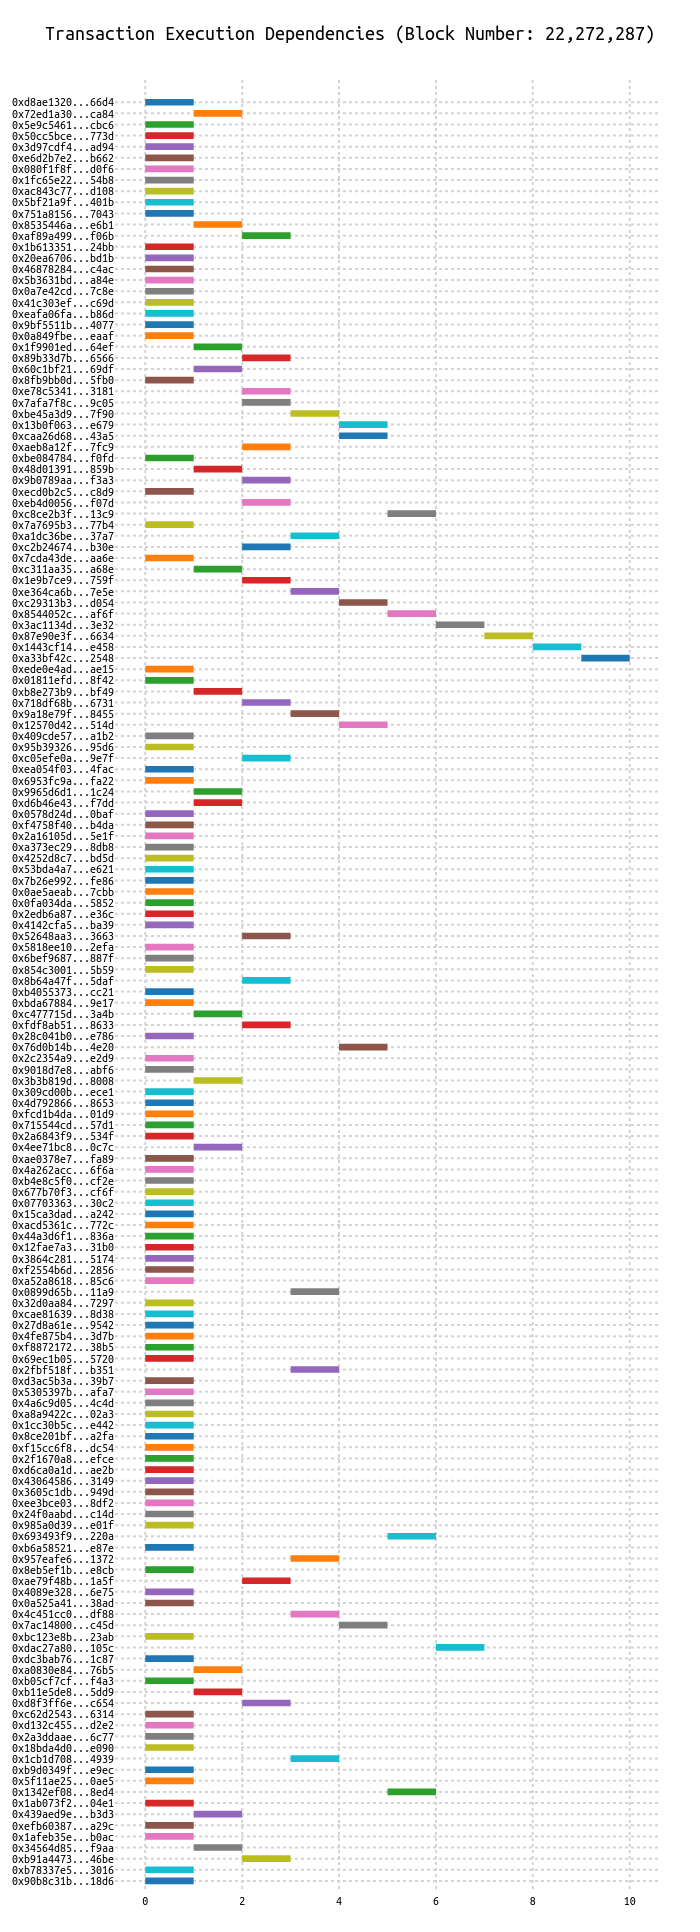 Transaction Execution Dependencies (Block Number: 22,272,287)
0xd8ae1320...66d4
0x72ed1a30...ca84
0x5e9c5461...cbc6
0x50cc5bce...773d
0x3d97cdf4...ad94
0xe6d2b7e2...b662
0x080f1f8f...d0f6
0x1fc65e22...54b8
0xac843c77...d108
0x5bf21a9f...401b
0x751a8156...7043
0x8535446a...e6b1
0xaf89a499...f06b
0x1b613351...24bb
0x20ea6706...bd1b
0x46878284...c4ac
0x5b3631bd...a84e
0x0a7e42cd...7c8e
0x41c303ef...c69d
0xeafa06fa...b86d
0x9bf5511b...4077
0x0a849fbe...eaaf
0x1f9901ed...64ef
0x89b33d7b...6566
0x60c1bf21...69df
0x8fb9bb0d...5fb0
0xe78c5341...3181
0x7afa7f8c...9c05
0xbe45a3d9...7f90
0x13b0f063...e679
0xcaa26d68...43a5
0xaeb8a12f...7fc9
0xbe084784...f0fd
0x48d01391...859b
0x9b0789aa...f3a3
0xecd0b2c5...c8d9
0xeb4d0056...f07d
0xc8ce2b3f...13c9
0x7a7695b3...77b4
0xa1dc36be...37a7
0xc2b24674...b30e
0x7cda43de...aa6e
0xc311aa35...a68e
0x1e9b7ce9...759f
0xe364ca6b...7e5e
0xc29313b3...d054
0x8544052c...af6f
0x3ac1134d...3e32
0x87e90e3f...6634
0x1443cf14...e458
0xa33bf42c...2548
0xede0e4ad...ae15
0x01811efd...8f42
0xb8e273b9...bf49
0x718df68b...6731
0x9a18e79f...8455
0x12570d42...514d
0x409cde57...a1b2
0x95b39326...95d6
0xc05efe0a...9e7f
0xea054f03...4fac
0x6953fc9a...fa22
0x9965d6d1...1c24
0xd6b46e43...f7dd
0x0578d24d...0baf
0xf4758f40...b4da
0x2a16105d...5e1f
0xa373ec29...8db8
0x4252d8c7...bd5d
0x53bda4a7...e621
0x7b26e992...fe86
0x0ae5aeab...7cbb
0x0fa034da...5852
0x2edb6a87...e36c
0x4142cfa5...ba39
0x52648aa3...3663
0x5818ee10...2efa
0x6bef9687...887f
0x854c3001...5b59
0x8b64a47f...5daf
0xb4055373...cc21
0xbda67884...9e17
0xc477715d...3a4b
0xfdf8ab51...8633
0x28c041b0...e786
0x76d0b14b...4e20
0x2c2354a9...e2d9
0x9018d7e8...abf6
0x3b3b819d...8008
0x309cd00b...ece1
0x4d792866...8653
0xfcd1b4da...01d9
0x715544cd...57d1
0x2a6843f9...534f
0x4ee71bc8...0c7c
0xae0378e7...fa89
0x4a262acc...6f6a
0xb4e8c5f0...cf2e
0x677b70f3...cf6f
0x07703363...30c2
0x15ca3dad...a242
0xacd5361c...772c
0x44a3d6f1...836a
0x12fae7a3...31b0
0x3864c281...5174
0xf2554b6d...2856
0xa52a8618...85c6
0x0899d65b...11a9
0x32d0aa84...7297
0xcae81639...8d38
0x27d8a61e...9542
0x4fe875b4...3d7b
0xf8872172...38b5
0x69ec1b05...5720
0x2fbf518f...b351
0xd3ac5b3a...39b7
0x5305397b...afa7
0x4a6c9d05...4c4d
0xa8a9422c...02a3
0x1cc30b5c...e442
0x8ce201bf...a2fa
0xf15cc6f8...dc54
0x2f1670a8...efce
0xd6ca0a1d...ae2b
0x43064586...3149
0x3605c1db...949d
0xee3bce03...8df2
0x24f0aabd...c14d
0x985a0d39...e01f
0x693493f9...220a
0xb6a58521...e87e
0x957eafe6...1372
0x8eb5ef1b...e8cb
0xae79f48b...1a5f
0x4089e328...6e75
0x0a525a41...38ad
0x4c451cc0...df88
0x7ac14800...c45d
0xbc123e8b...23ab
0xdac27a80...105c
0xdc3bab76...1c87
0xa0830e84...76b5
0xb05cf7cf...f4a3
0xb11e5de8...5dd9
0xd8f3ff6e...c654
0xc62d2543...6314
0xd132c455...d2e2
0x2a3ddaae...6c77
0x18bda4d0...e090
0x1cb1d708...4939
0xb9d0349f...e9ec
0x5f11ae25...0ae5
0x1342ef08...8ed4
0x1ab073f2...04e1
0x439aed9e...b3d3
0xefb60387...a29c
0x1afeb35e...b0ac
0x34564d85...f9aa
0xb91a4473...46be
0xb78337e5...3016
0x90b8c31b...18d6
0 2 4 6 8 10